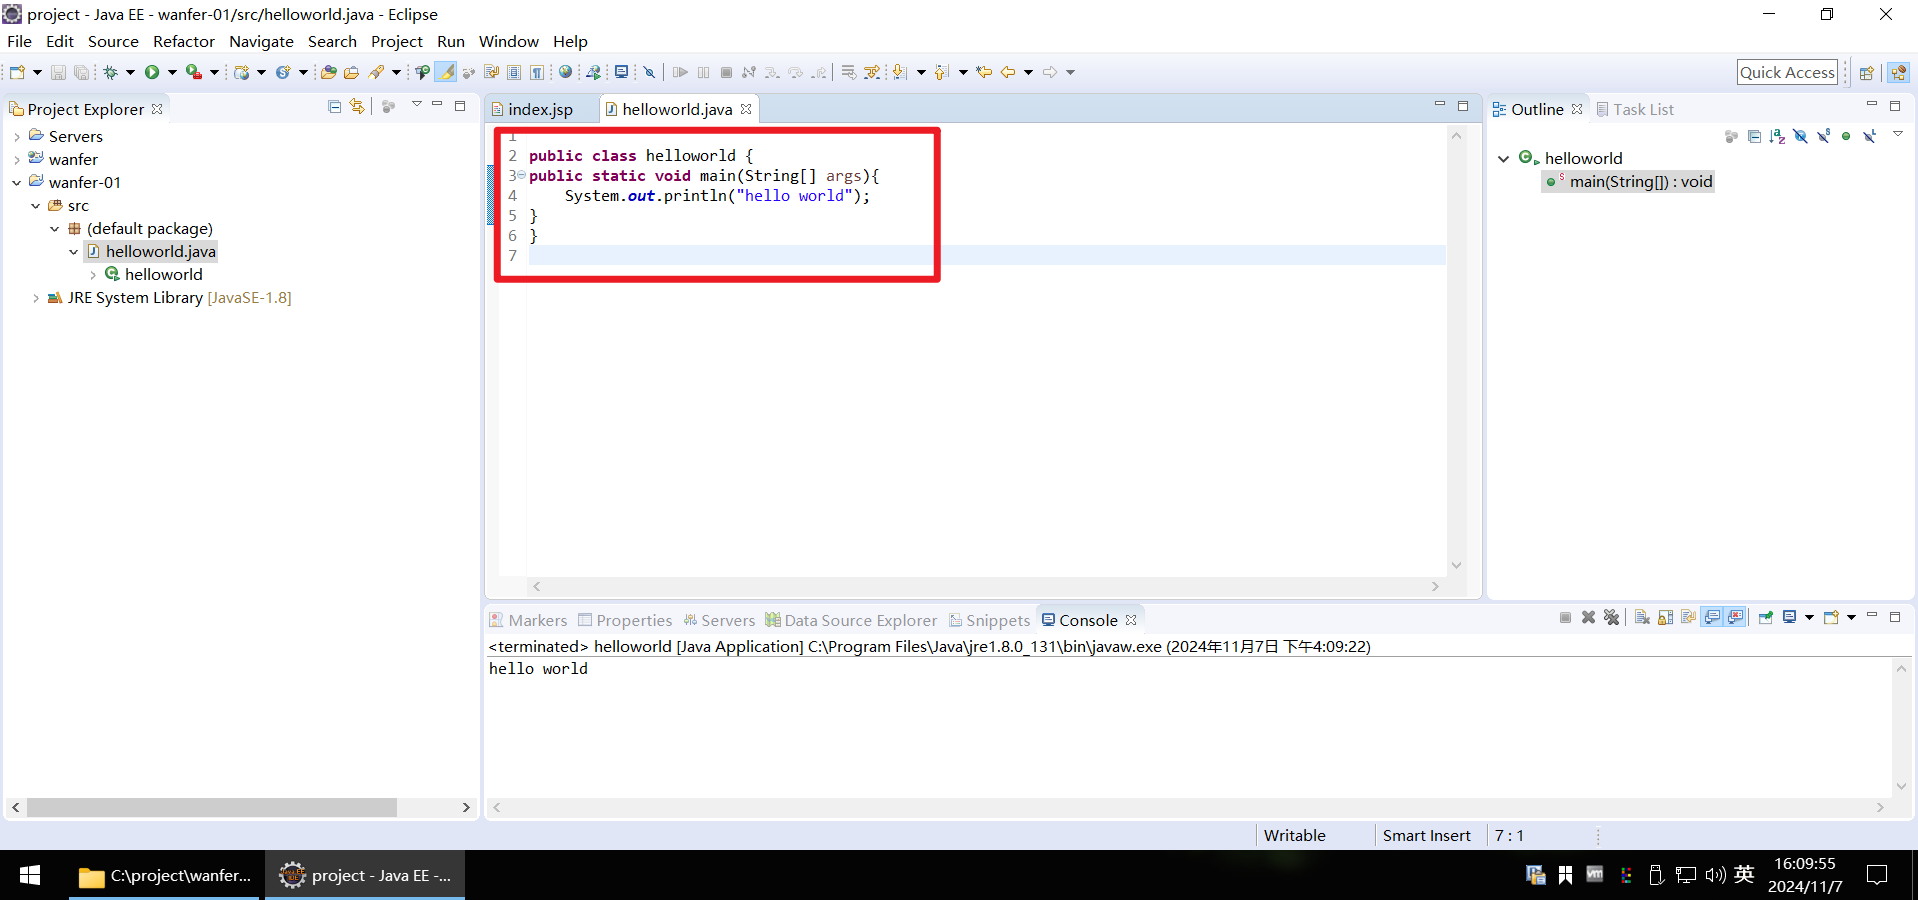 project - Java EE - wanfer-01/src/helloworld.java - Eclipse
File Edit Source Refactor Navigate Search Project Run Window Help
Quick Access
Project Explorer
Servers
wanfer
wanfer-01
src
(default package)
helloworld.java
helloworld
JRE System Library [JavaSE-1.8]
index.jsp helloworld.java
1
2 public class helloworld {
3 public static void main(String[] args){
4 System.out.println("hello world");
5 }
6 }
7
Outline Task List
helloworld
main(String[]) : void
Markers Properties Servers Data Source Explorer Snippets Console
<terminated> helloworld [Java Application] C:\Program Files\Java\jre1.8.0_131\bin\javaw.exe (2024年11月7日 下午4:09:22)
hello world
Writable Smart Insert 7 : 1
C:\project\wanfer... project - Java EE -... 英 16:09:55
2024/11/7